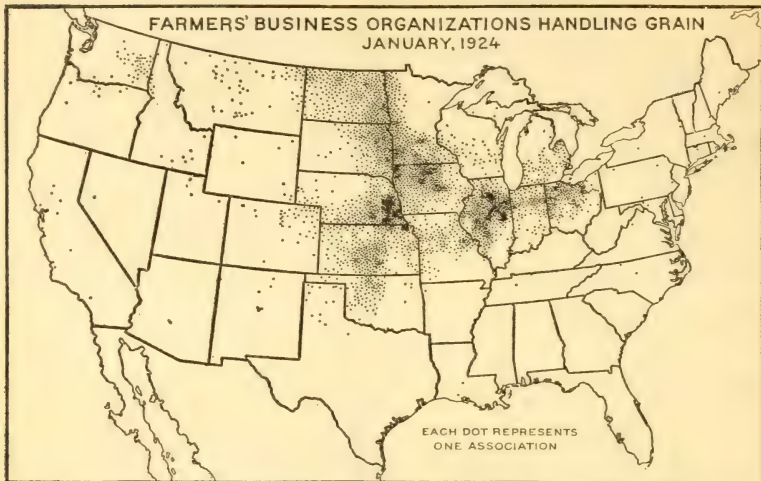 FARMERS' BUSINESS ORGANIZATIONS HANDLING GRAIN
JANUARY, 1924
EACH DOT REPRESENTS
ONE ASSOCIATION